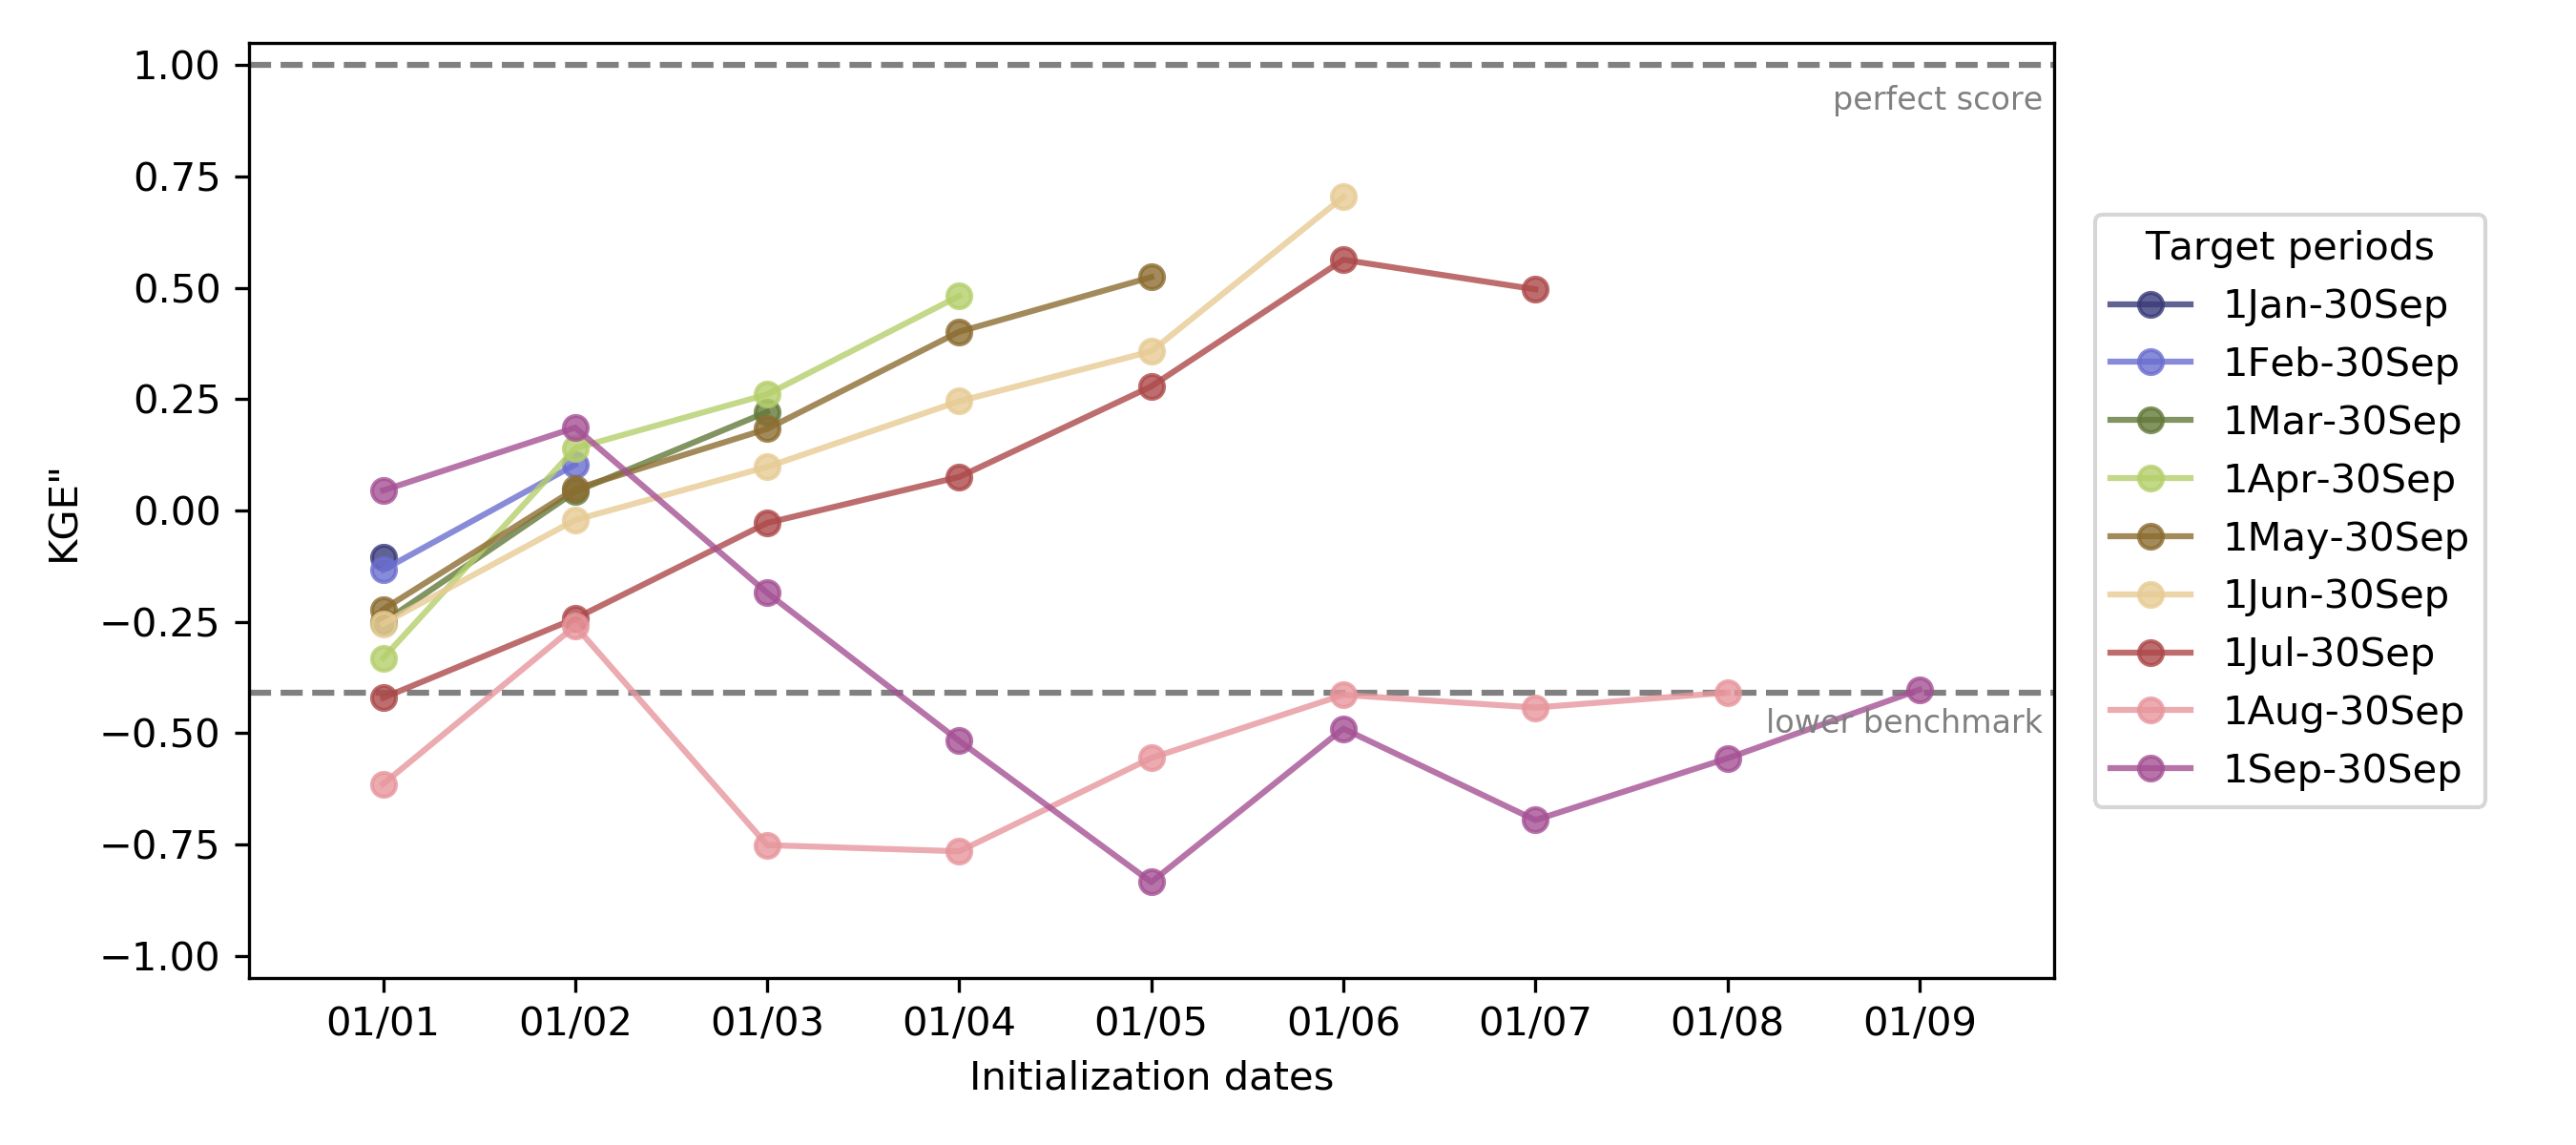 1.00
0.75
0.50
0.25
0.00
−0.25
−0.50
−0.75
−1.00
KGE"
perfect score
lower benchmark
01/01 01/02 01/03 01/04 01/05 01/06 01/07 01/08 01/09
Initialization dates
Target periods
1Jan-30Sep
1Feb-30Sep
1Mar-30Sep
1Apr-30Sep
1May-30Sep
1Jun-30Sep
1Jul-30Sep
1Aug-30Sep
1Sep-30Sep